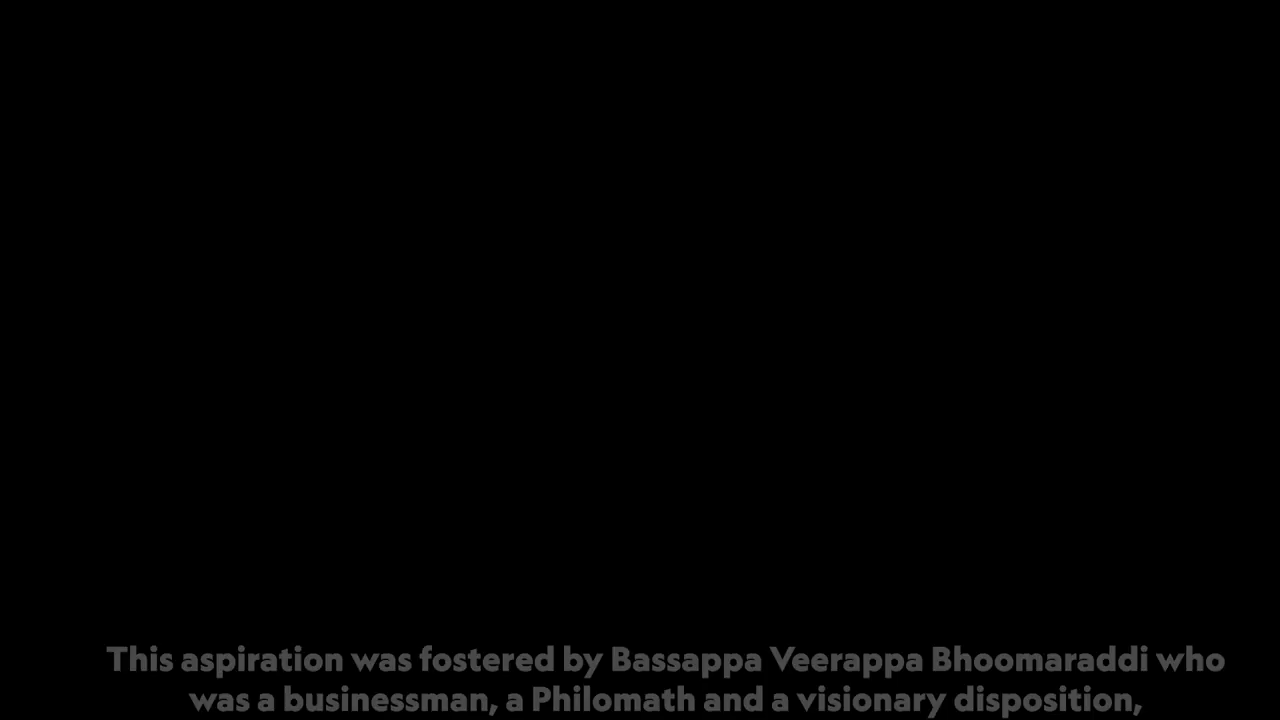 This aspiration was fostered by Bassappa Veerappa Bhoomaraddi who
was a businessman, a Philomath and a visionary disposition,